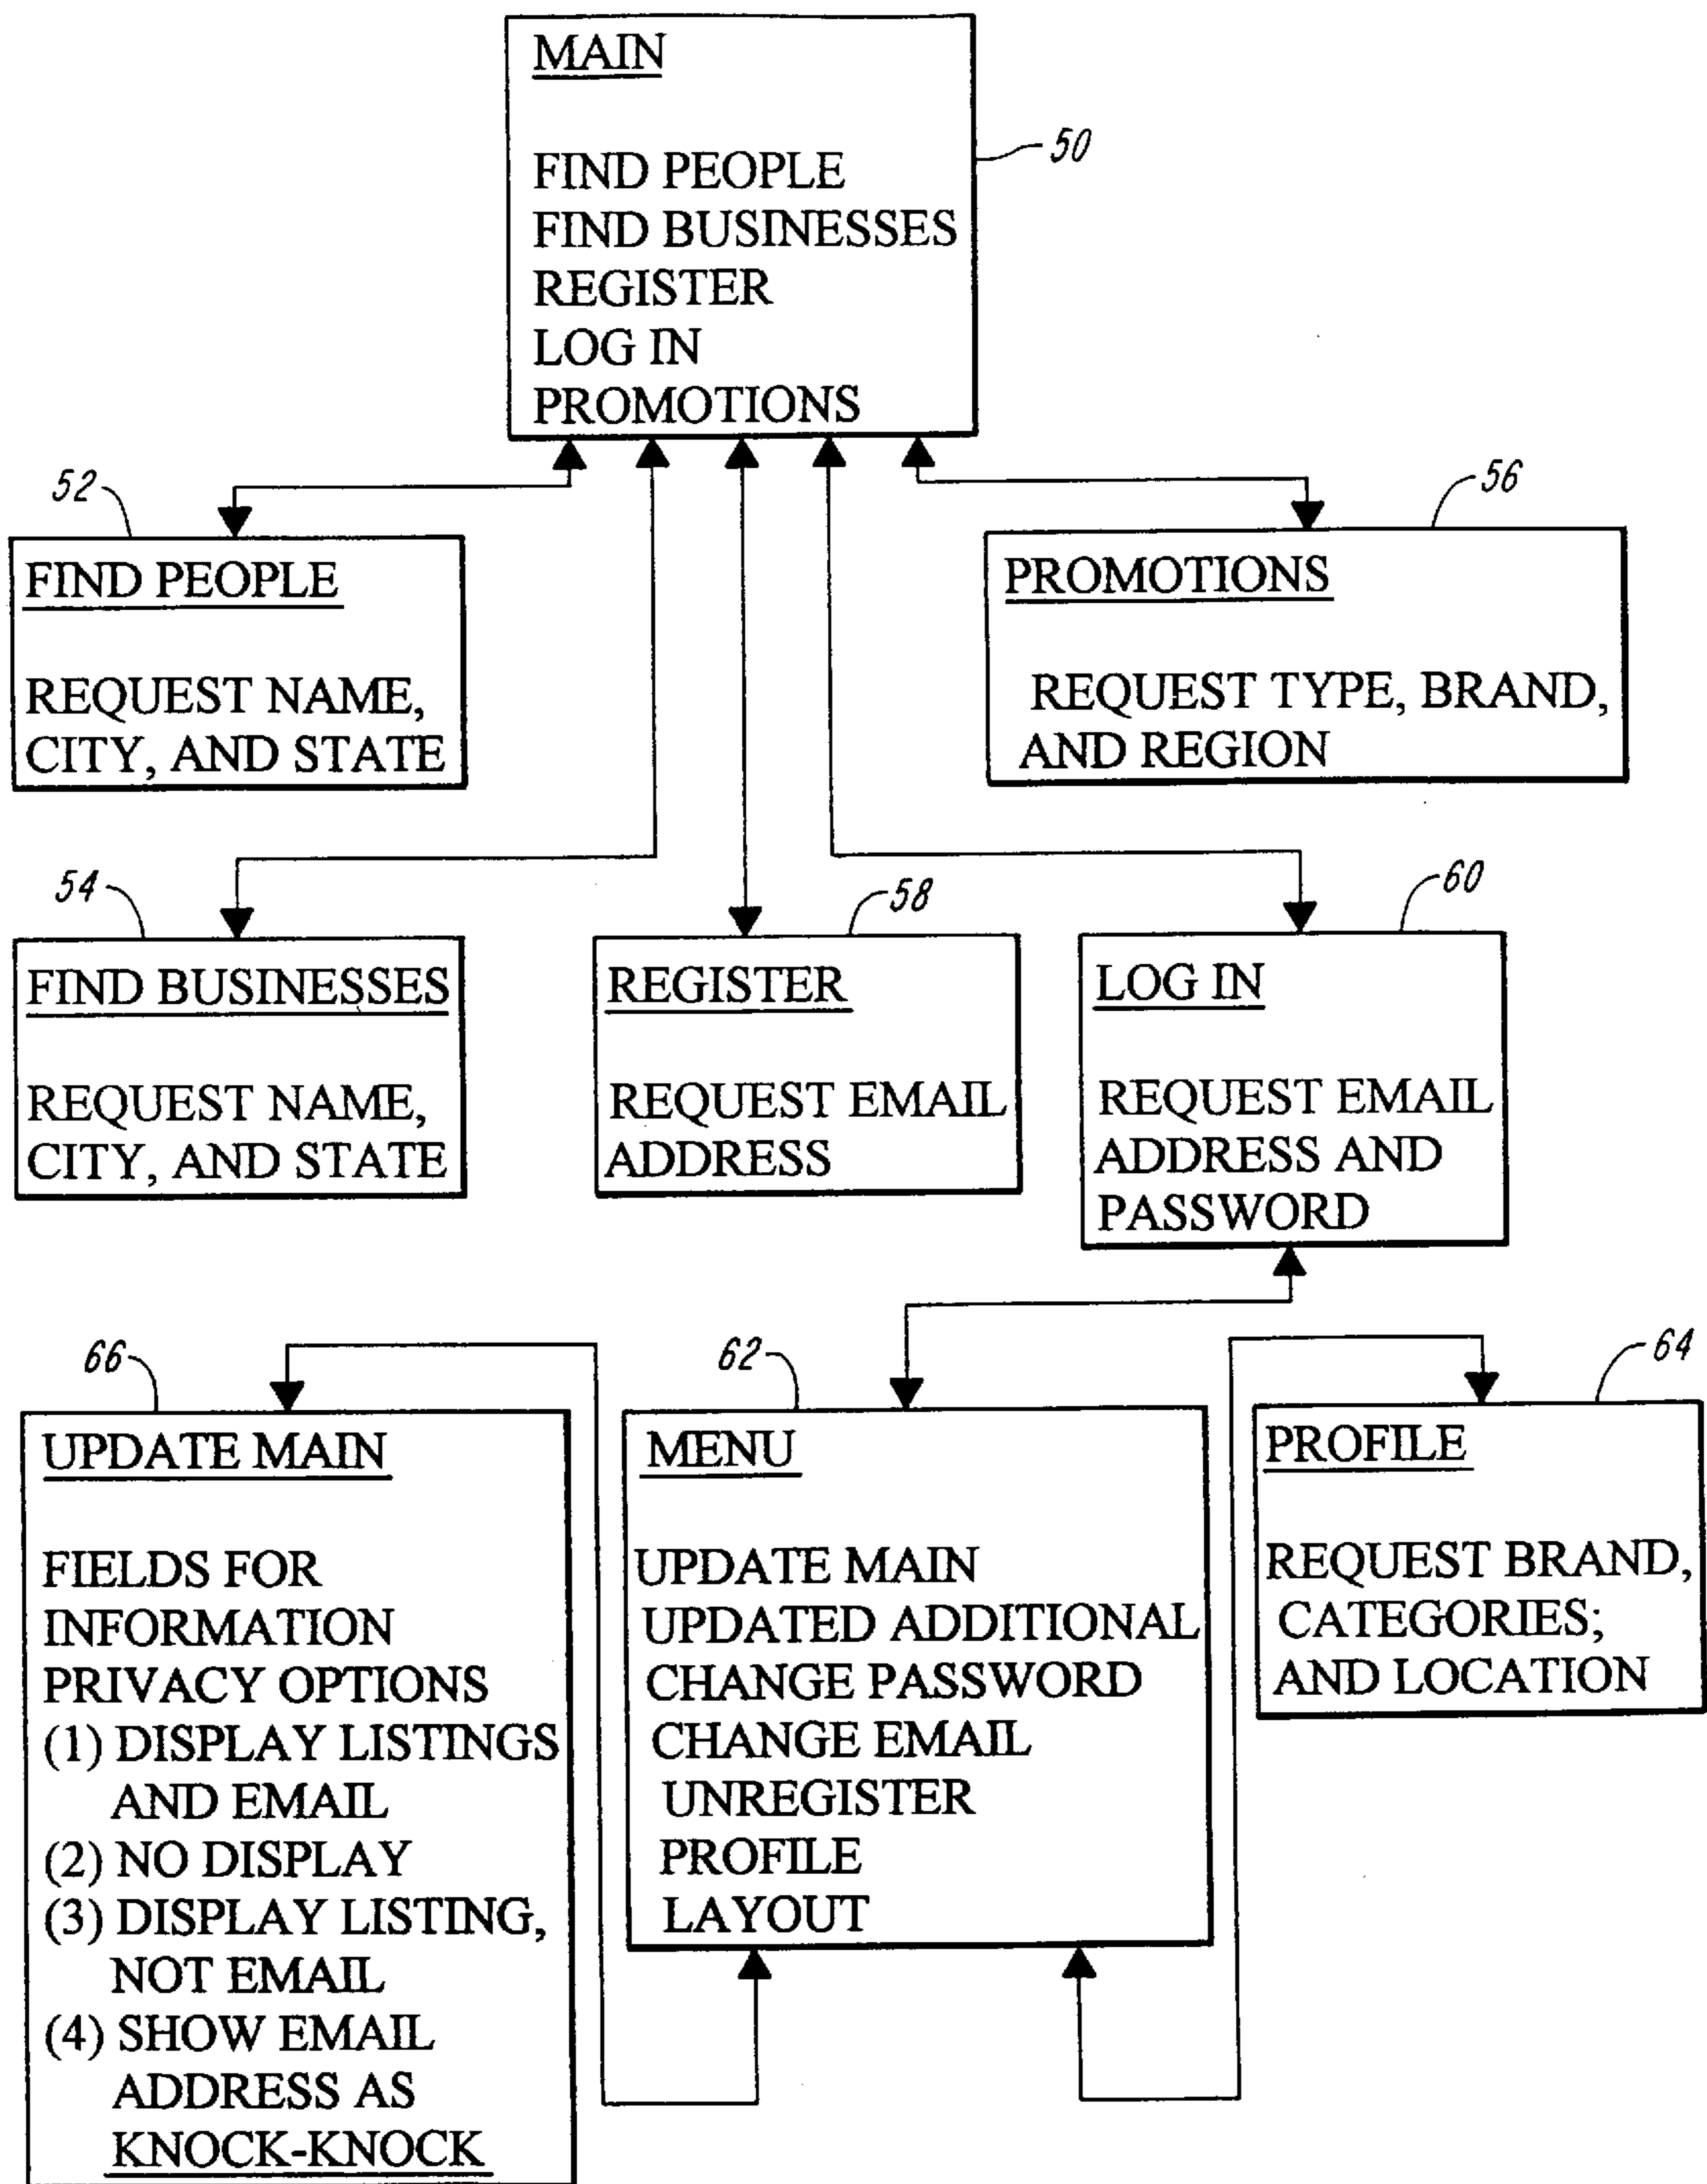 MAIN
FIND PEOPLE
FIND BUSINESSES
REGISTER
LOG IN
PROMOTIONS
50
52
FIND PEOPLE
REQUEST NAME,
CITY, AND STATE
56
PROMOTIONS
REQUEST TYPE, BRAND,
AND REGION
54
FIND BUSINESSES
REQUEST NAME,
CITY, AND STATE
58
REGISTER
REQUEST EMAIL
ADDRESS
60
LOG IN
REQUEST EMAIL
ADDRESS AND
PASSWORD
66
UPDATE MAIN
FIELDS FOR
INFORMATION
PRIVACY OPTIONS
(1) DISPLAY LISTINGS
AND EMAIL
(2) NO DISPLAY
(3) DISPLAY LISTING,
NOT EMAIL
(4) SHOW EMAIL
ADDRESS AS
KNOCK-KNOCK
62
MENU
UPDATE MAIN
UPDATED ADDITIONAL
CHANGE PASSWORD
CHANGE EMAIL
UNREGISTER
PROFILE
LAYOUT
64
PROFILE
REQUEST BRAND,
CATEGORIES;
AND LOCATION